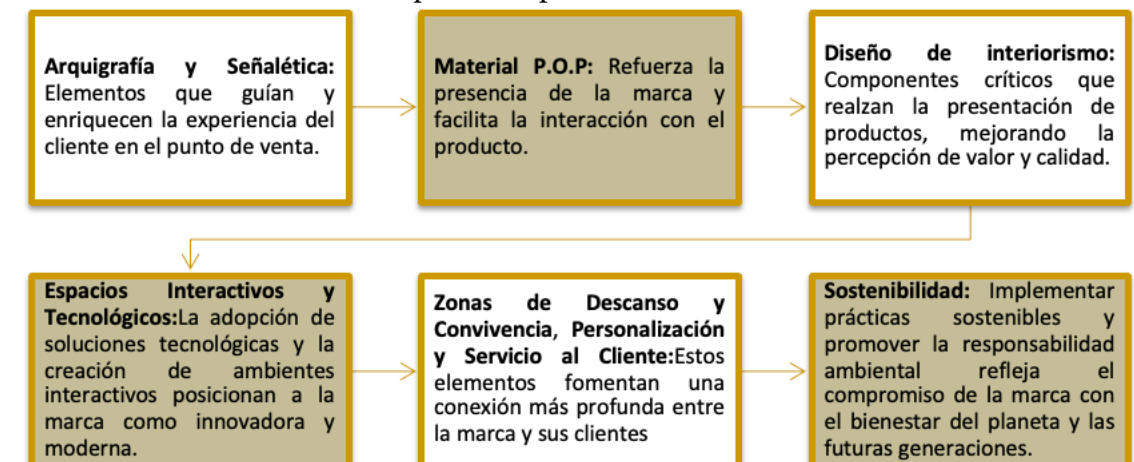 Arquigrafía y Señalética:
Elementos que guían y
enriquecen la experiencia del
cliente en el punto de venta.
Material P.O.P: Refuerza la
presencia de la marca y
facilita la interacción con el
producto.
Diseño de interiorismo:
Componentes críticos que
realzan la presentación de
productos, mejorando la
percepción de valor y calidad.
Espacios Interactivos y
Tecnológicos:La adopción de
soluciones tecnológicas y la
creación de ambientes
interactivos posicionan a la
marca como innovadora y
moderna.
Zonas de Descanso y
Convivencia, Personalización
y Servicio al Cliente:Estos
elementos fomentan una
conexión más profunda entre
la marca y sus clientes
Sostenibilidad: Implementar
prácticas sostenibles y
promover la responsabilidad
ambiental refleja el
compromiso de la marca con
el bienestar del planeta y las
futuras generaciones.